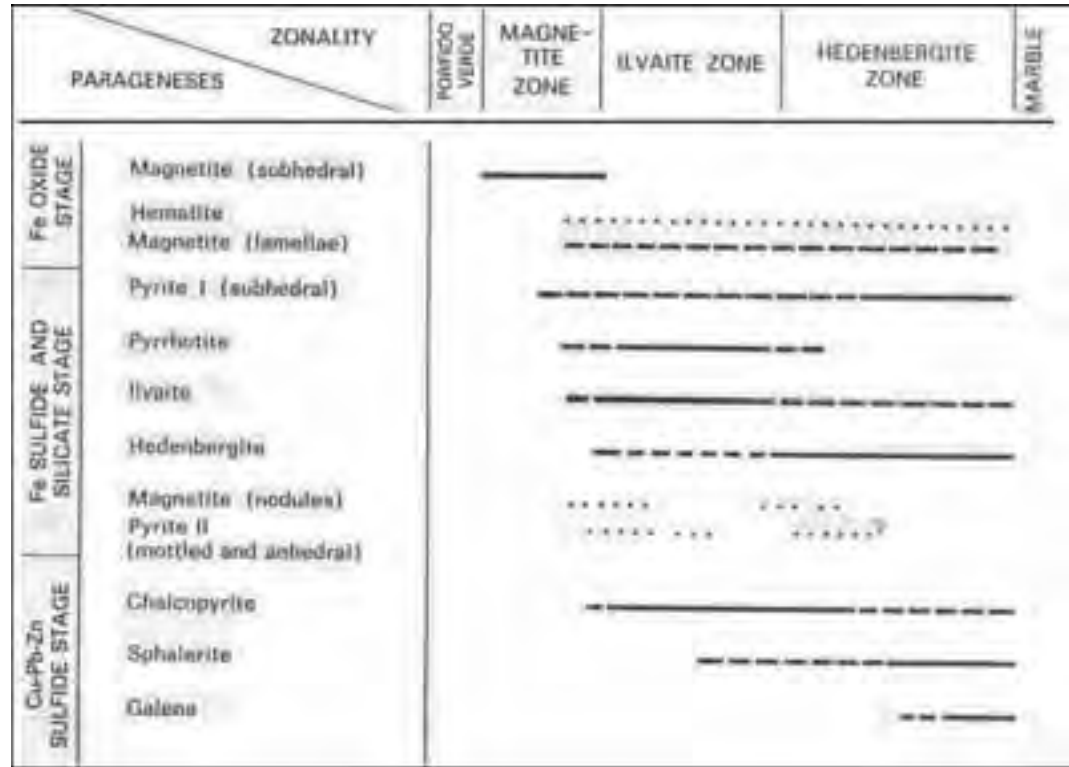 ZONALITY
PARAGENESES
PORFIDO
VERDE
MAGNE-
TITE
ZONE
ILVAITE ZONE
HEDENBERGITE
ZONE
MARBLE
Fe OXIDE
STAGE
Magnetite (subhedral)
Hematite
Magnetite (lamellae)
Fe SULFIDE AND
SILICATE STAGE
Pyrite I (subhedral)
Pyrrhotite
Ilvaite
Hedenbergite
Magnetite (nodules)
Pyrite II
(mottled and anhedral)
?
Cu-Pb-Zn
SULFIDE STAGE
Chalcopyrite
Sphalerite
Galena